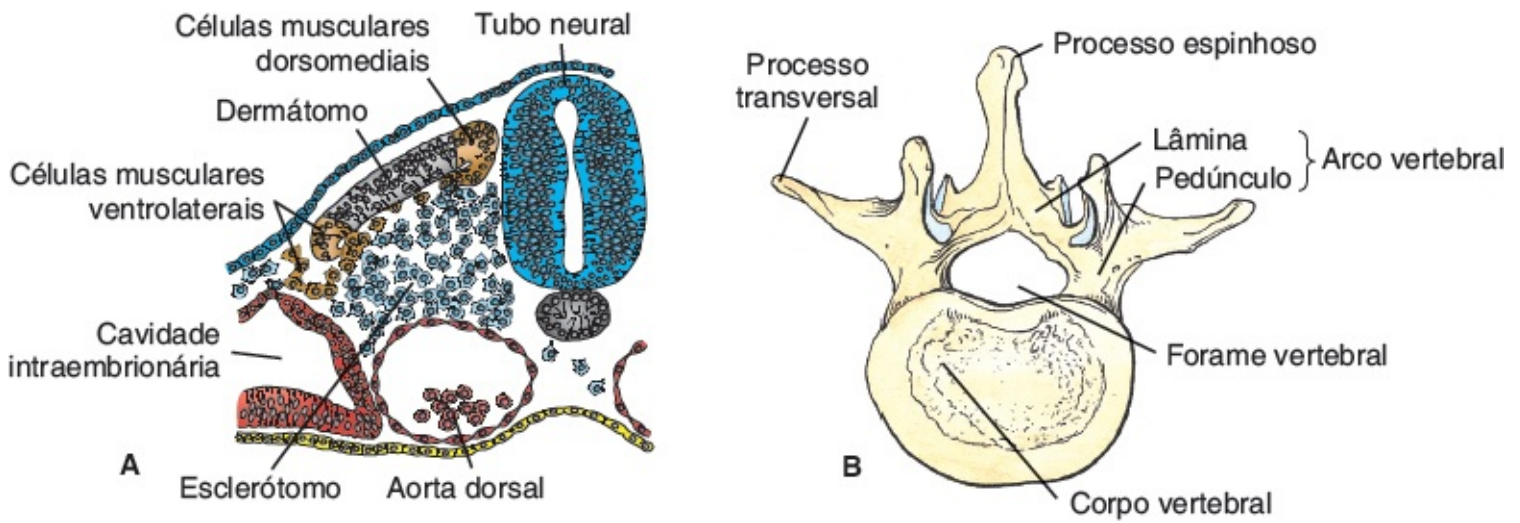 Células musculares
dorsomediais
Tubo neural
Dermátomo
Células musculares
ventrolaterais
Cavidade
intraembrionária
A
Esclerótomo
Aorta dorsal
Processo espinhoso
Processo
transversal
Lâmina
Pedúnculo
Arco vertebral
Forame vertebral
B
Corpo vertebral